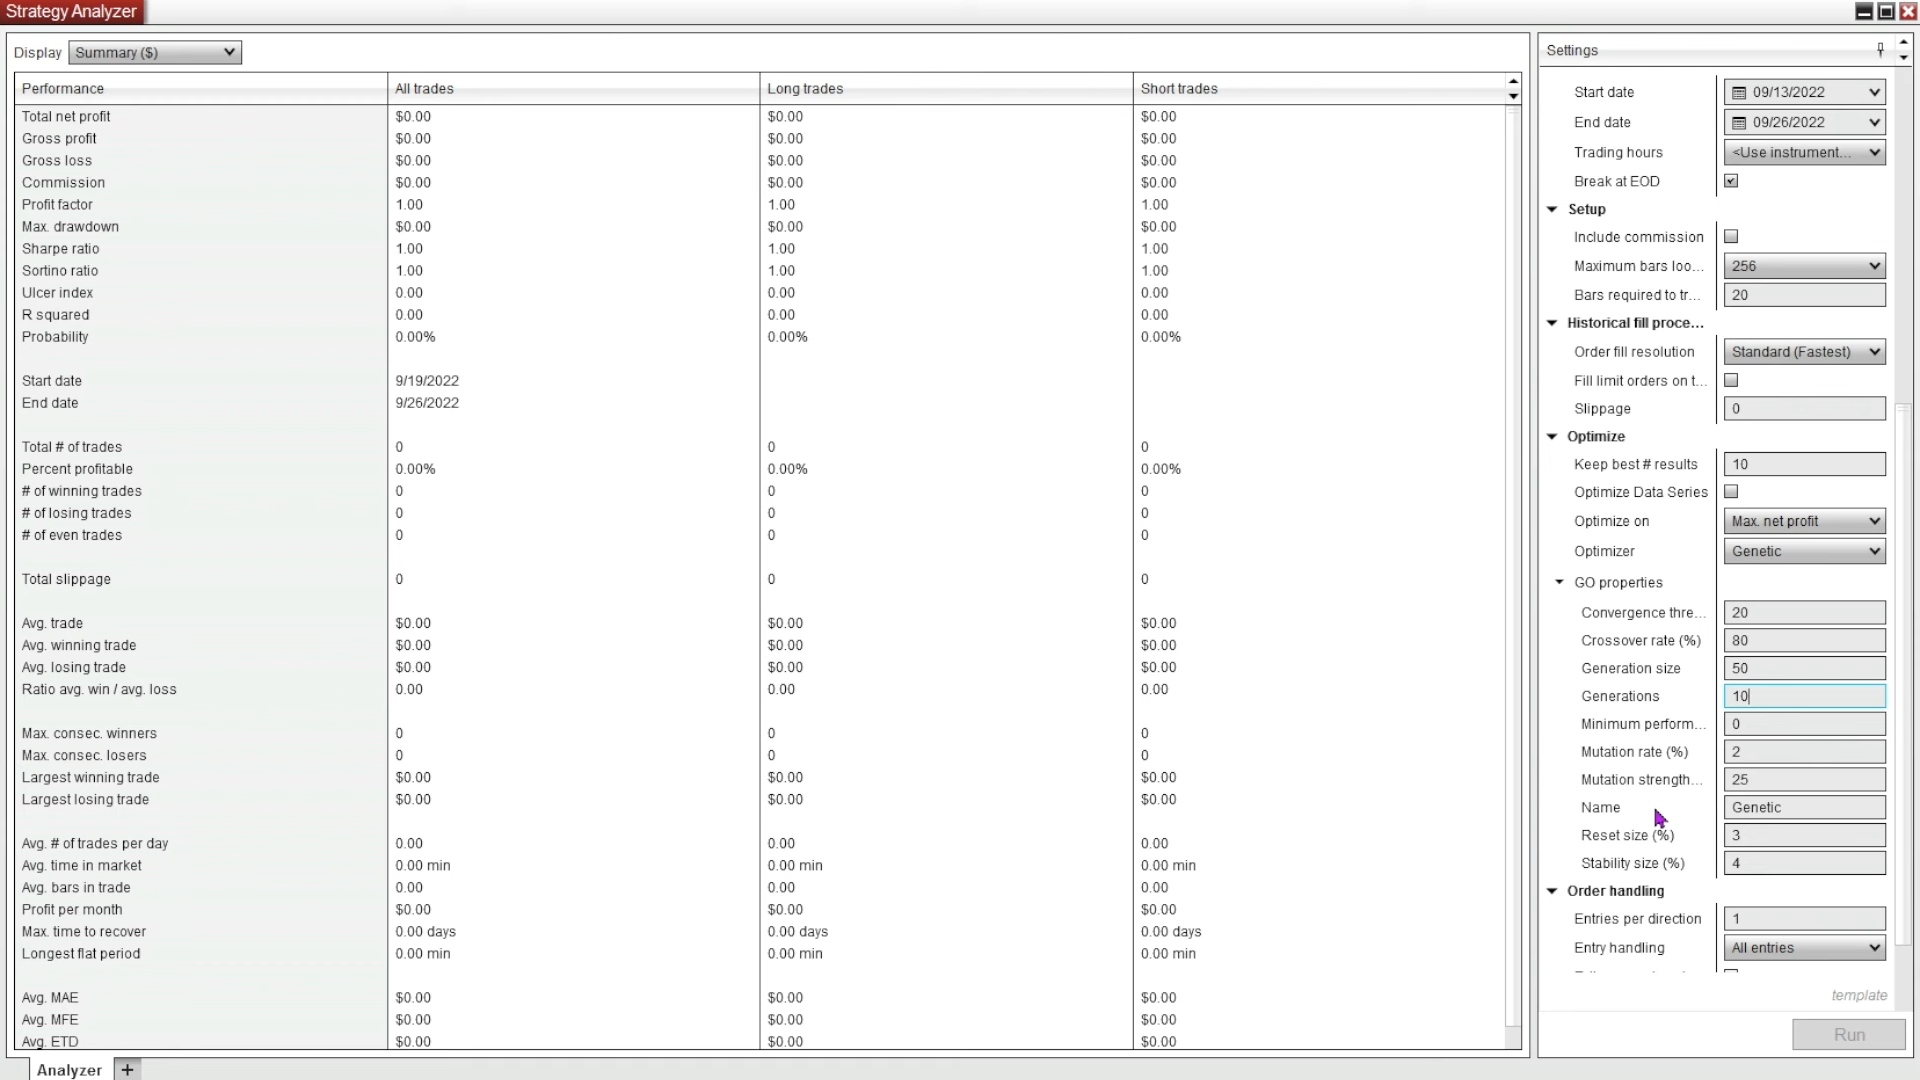 Strategy Analyzer
Display Summary ($)
Performance All trades Long trades Short trades
Total net profit $0.00 $0.00 $0.00
Gross profit $0.00 $0.00 $0.00
Gross loss $0.00 $0.00 $0.00
Commission $0.00 $0.00 $0.00
Profit factor 1.00 1.00 1.00
Max. drawdown $0.00 $0.00 $0.00
Sharpe ratio 1.00 1.00 1.00
Sortino ratio 1.00 1.00 1.00
Ulcer index 0.00 0.00 0.00
R squared 0.00 0.00 0.00
Probability 0.00% 0.00% 0.00%
Start date 9/19/2022
End date 9/26/2022
Total # of trades 0 0 0
Percent profitable 0.00% 0.00% 0.00%
# of winning trades 0 0 0
# of losing trades 0 0 0
# of even trades 0 0 0
Total slippage 0 0 0
Avg. trade $0.00 $0.00 $0.00
Avg. winning trade $0.00 $0.00 $0.00
Avg. losing trade $0.00 $0.00 $0.00
Ratio avg. win / avg. loss 0.00 0.00 0.00
Max. consec. winners 0 0 0
Max. consec. losers 0 0 0
Largest winning trade $0.00 $0.00 $0.00
Largest losing trade $0.00 $0.00 $0.00
Avg. # of trades per day 0.00 0.00 0.00
Avg. time in market 0.00 min 0.00 min 0.00 min
Avg. bars in trade 0.00 0.00 0.00
Profit per month $0.00 $0.00 $0.00
Max. time to recover 0.00 days 0.00 days 0.00 days
Longest flat period 0.00 min 0.00 min 0.00 min
Avg. MAE $0.00 $0.00 $0.00
Avg. MFE $0.00 $0.00 $0.00
Avg. ETD $0.00 $0.00 $0.00
Analyzer +
Settings
Start date 09/13/2022
End date 09/26/2022
Trading hours <Use instrument...
Break at EOD
Setup
Include commission
Maximum bars loo... 256
Bars required to tr... 20
Historical fill proce...
Order fill resolution Standard (Fastest)
Fill limit orders on t...
Slippage 0
Optimize
Keep best # results 10
Optimize Data Series
Optimize on Max. net profit
Optimizer Genetic
GO properties
Convergence thre... 20
Crossover rate (%) 80
Generation size 50
Generations 10
Minimum perform... 0
Mutation rate (%) 2
Mutation strength... 25
Name Genetic
Reset size (%) 3
Stability size (%) 4
Order handling
Entries per direction 1
Entry handling All entries
template
Run